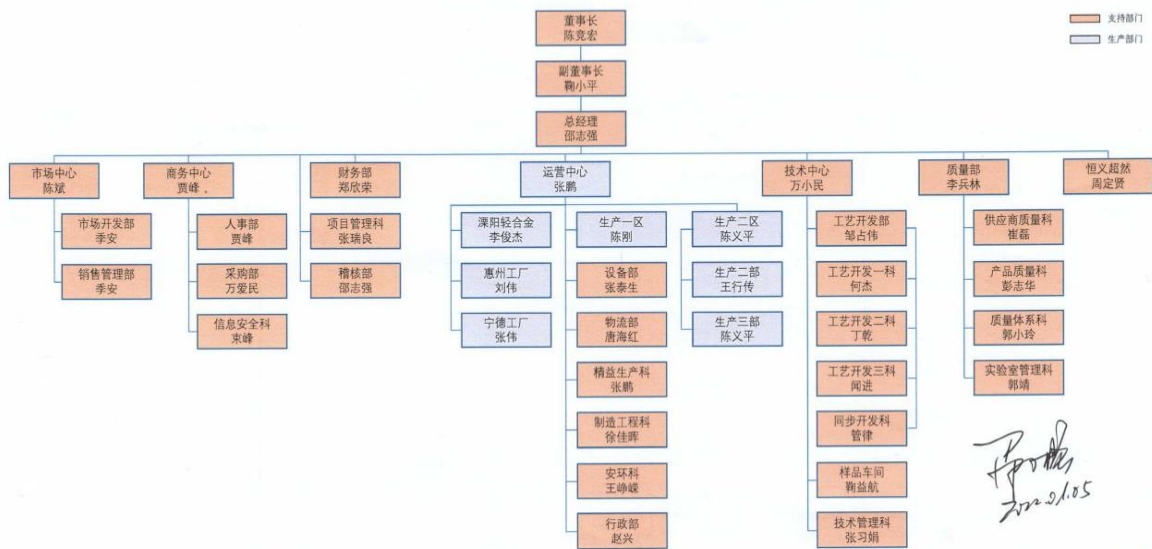 董事长
陈竞宏
支持部门
生产部门
副董事长
鞠小平
总经理
邵志强
市场中心
陈斌
商务中心
贾峰 .
财务部
郑欣荣
运营中心
张鹏
技术中心
万小民
质量部
李兵林
恒义超然
周定贤
市场开发部
季安
销售管理部
季安
人事部
贾峰
采购部
万爱民
信息安全科
束峰
项目管理科
张瑞良
稽核部
邵志强
溧阳轻合金
李俊杰
惠州工厂
刘伟
宁德工厂
张伟
生产一区
陈刚
设备部
张泰生
物流部
唐海红
精益生产科
张鹏
制造工程科
徐佳晖
安环科
王峥嵘
行政部
赵兴
生产二区
陈义平
生产二部
王行传
生产三部
陈义平
工艺开发部
邹占伟
工艺开发一科
何杰
工艺开发二科
丁乾
工艺开发三科
闻进
同步开发科
管律
样品车间
鞠益航
技术管理科
张习娟
供应商质量科
崔磊
产品质量科
彭志华
质量体系科
郭小玲
实验室管理科
郭靖
2022.01.05